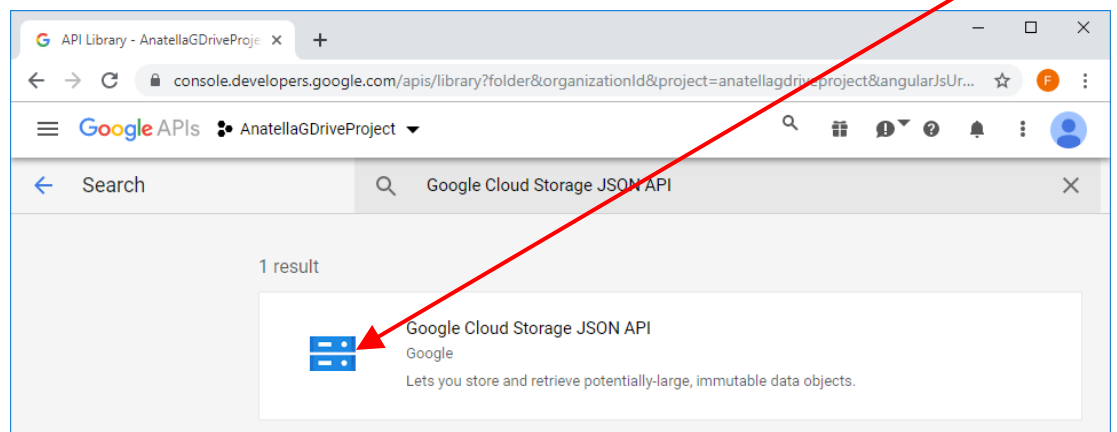 API Library - AnatellaGDriveProje
console.developers.google.com/apis/library?folder&organizationId&project=anatellagdriveproject&angularJsUr...
F
Google APIs AnatellaGDriveProject
Search
Google Cloud Storage JSON API
1 result
Google Cloud Storage JSON API
Google
Lets you store and retrieve potentially-large, immutable data objects.